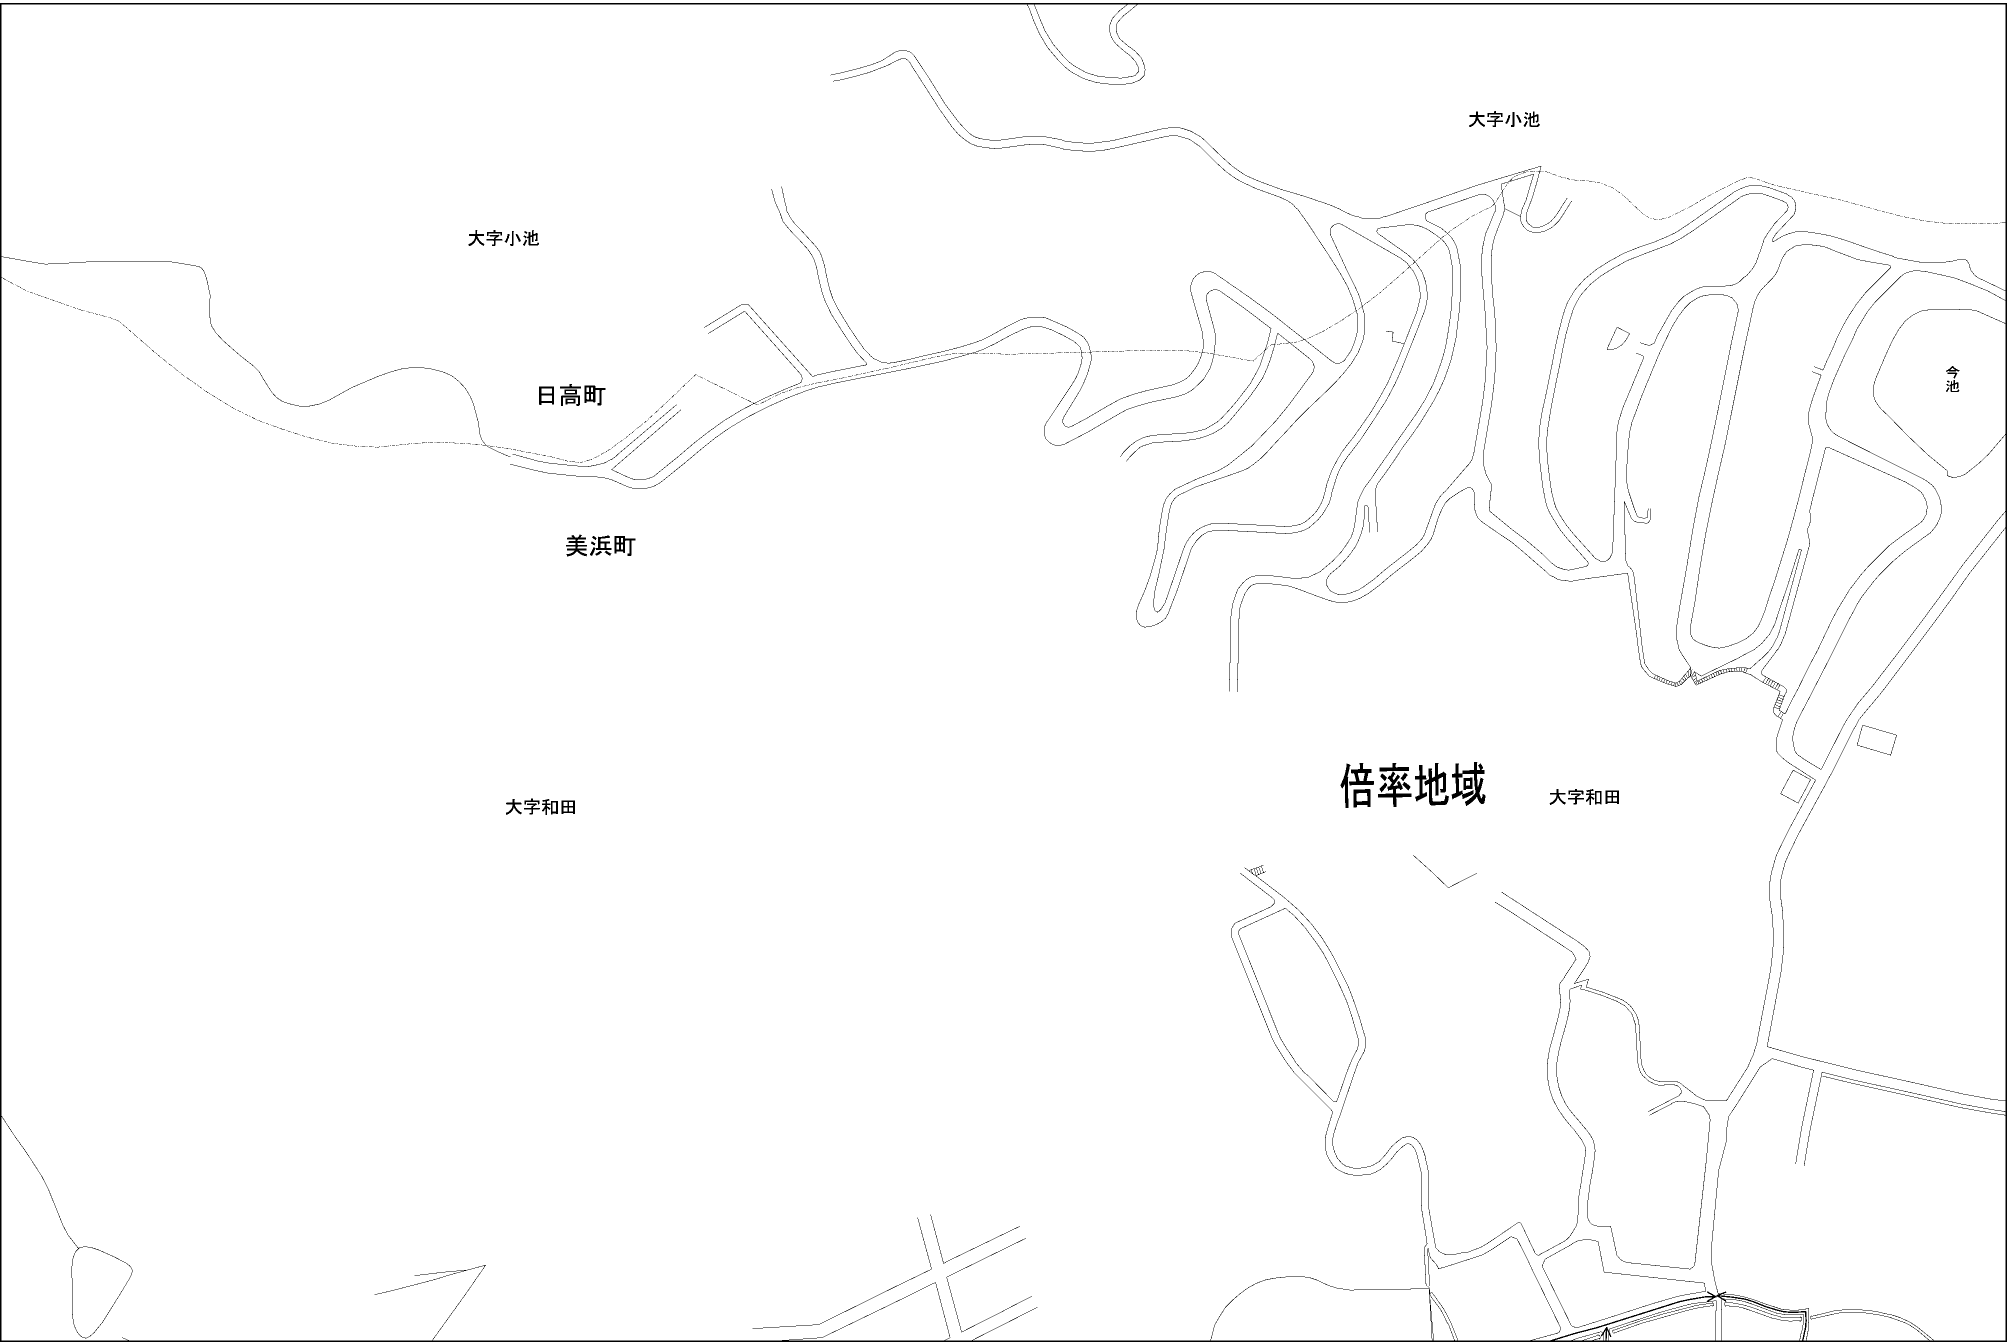 大字小池
大字小池
今池
日高町
美浜町
倍率地域
大字和田
大字和田